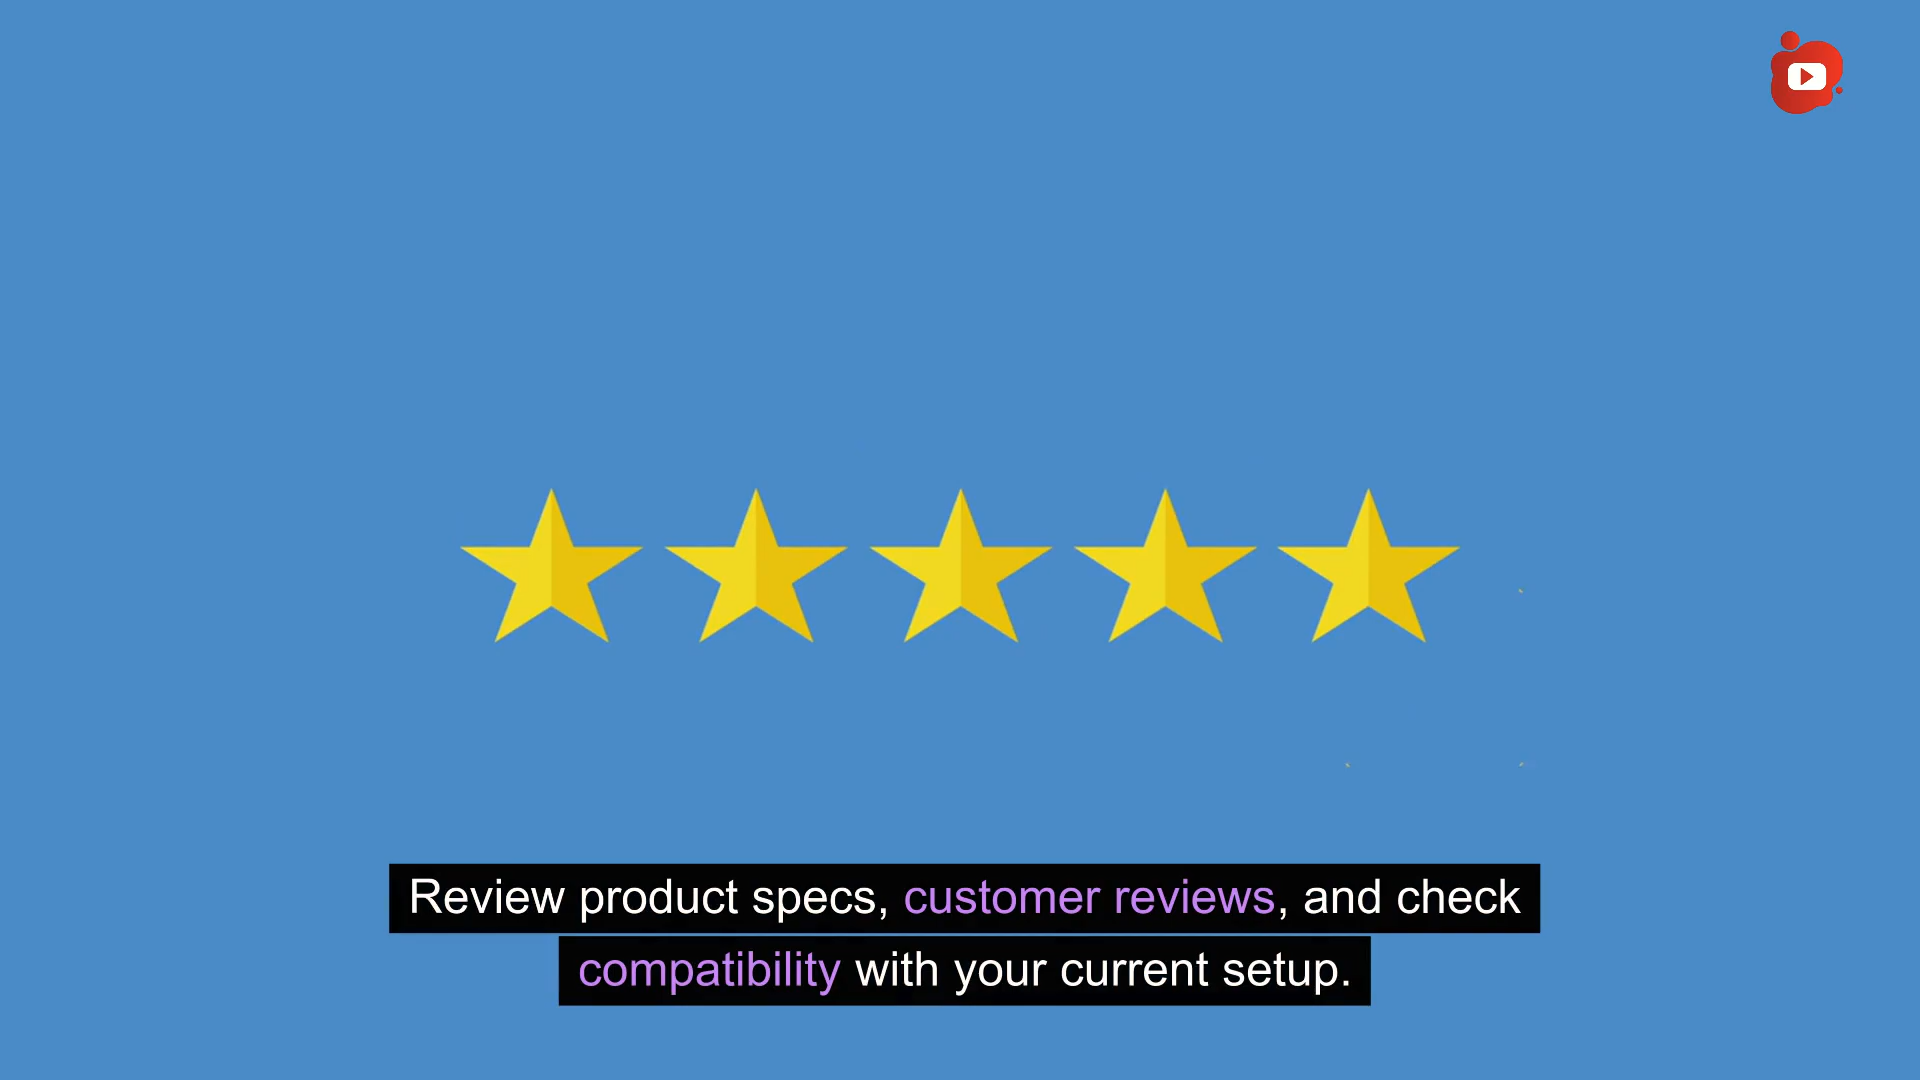 Review product specs, customer reviews, and check
compatibility with your current setup.